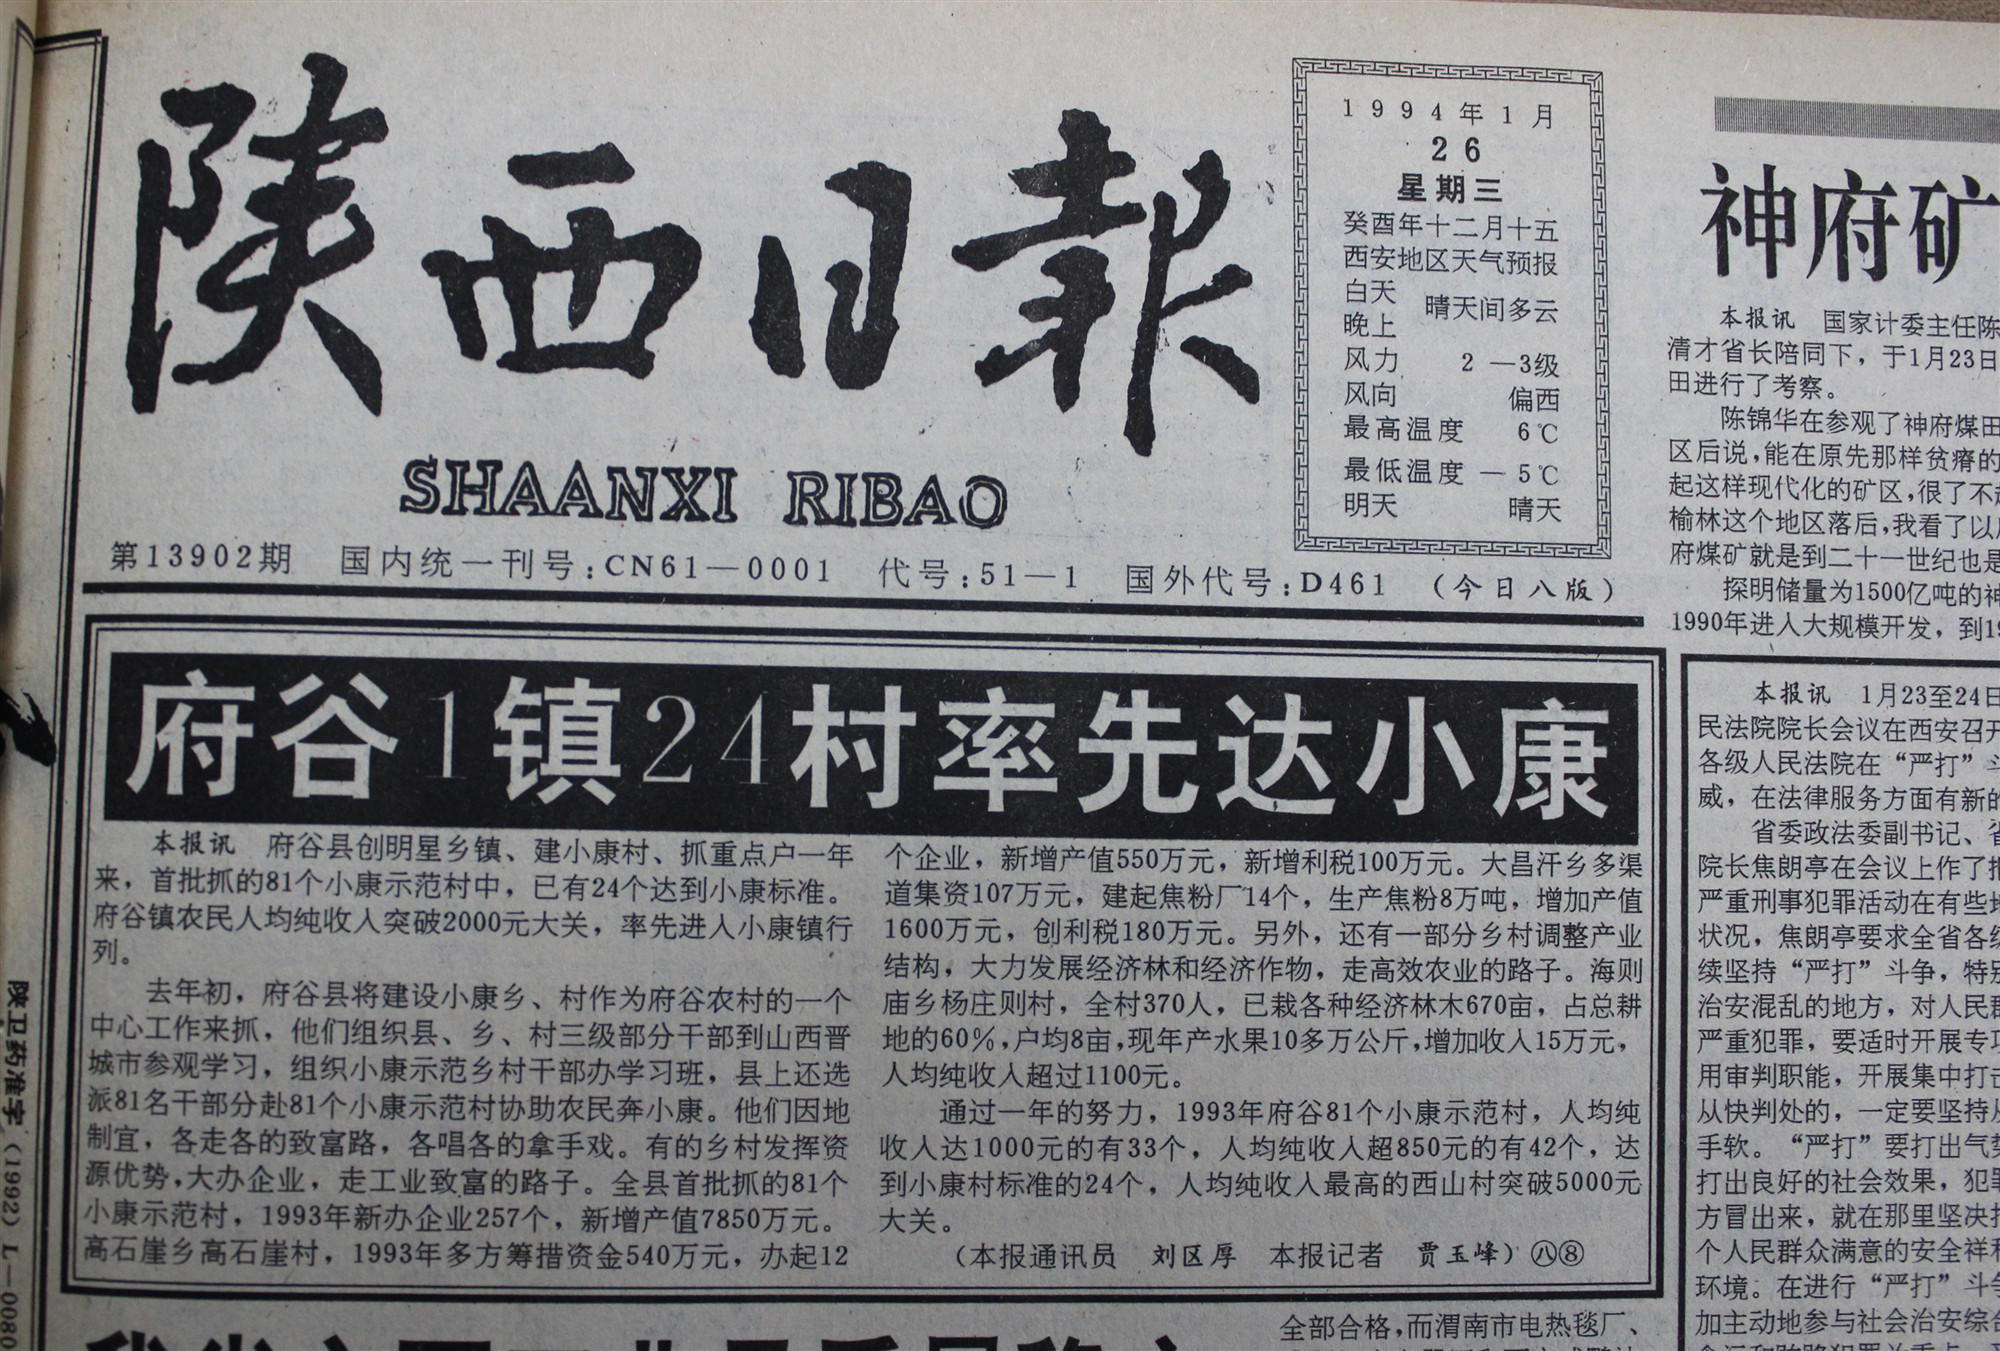 陕西日報
SHAANXI RIBAO
第13902期 国内统一刊号:CN61—0001 代号:51—1 国外代号:D461 (今日八版)
1994年1月
26
星期三
癸酉年十二月十五
西安地区天气预报
白天
晴天间多云
晚上
风力 2—3级
风向 偏西
最高温度 6℃
最低温度 —5℃
明天 晴天
府谷1镇24村率先达小康
本报讯 府谷县创明星乡镇、建小康村、抓重点户一年
来，首批抓的81个小康示范村中，已有24个达到小康标准。
府谷镇农民人均纯收入突破2000元大关，率先进入小康镇行
列。
去年初，府谷县将建设小康乡、村作为府谷农村的一个
中心工作来抓，他们组织县、乡、村三级部分干部到山西晋
城市参观学习，组织小康示范乡村干部办学习班，县上还选
派81名干部分赴81个小康示范村协助农民奔小康。他们因地
制宜，各走各的致富路，各唱各的拿手戏。有的乡村发挥资
源优势，大办企业，走工业致富的路子。全县首批抓的81个
小康示范村，1993年新办企业257个，新增产值7850万元。
高石崖乡高石崖村，1993年多方筹措资金540万元，办起12
个企业，新增产值550万元，新增利税100万元。大昌汗乡多渠
道集资107万元，建起焦粉厂14个，生产焦粉8万吨，增加产值
1600万元，创利税180万元。另外，还有一部分乡村调整产业
结构，大力发展经济林和经济作物，走高效农业的路子。海则
庙乡杨庄则村，全村370人，已栽各种经济林木670亩，占总耕
地的60%，户均8亩，现年产水果10多万公斤，增加收入15万元，
人均纯收入超过1100元。
通过一年的努力，1993年府谷81个小康示范村，人均纯
收入达1000元的有33个，人均纯收入超850元的有42个，达
到小康村标准的24个，人均纯收入最高的西山村突破5000元
大关。
(本报通讯员 刘区厚 本报记者 贾玉峰) ㊇⑧
神府矿
本报讯 国家计委主任陈
清才省长陪同下，于1月23日
田进行了考察。
陈锦华在参观了神府煤田
区后说，能在原先那样贫瘠的
起这样现代化的矿区，很了不起
榆林这个地区落后，我看了以后
府煤矿就是到二十一世纪也是
探明储量为1500亿吨的神
1990年进入大规模开发，到19
本报讯 1月23至24日
民法院院长会议在西安召开
各级人民法院在“严打”斗
威，在法律服务方面有新的
省委政法委副书记、省
院长焦朗亭在会议上作了报
严重刑事犯罪活动在有些地
状况，焦朗亭要求全省各级
续坚持“严打”斗争，特别
治安混乱的地方，对人民群
严重犯罪，要适时开展专项
用审判职能，开展集中打击
从快判处的，一定要坚持从
手软。“严打”要打出气势
打出良好的社会效果，犯罪
方冒出来，就在那里坚决打
个人民群众满意的安全祥和
环境。在进行“严打”斗争
加主动地参与社会治安综合
全部合格，而渭南市电热毯厂、
陕卫药准字(1992)L—0080